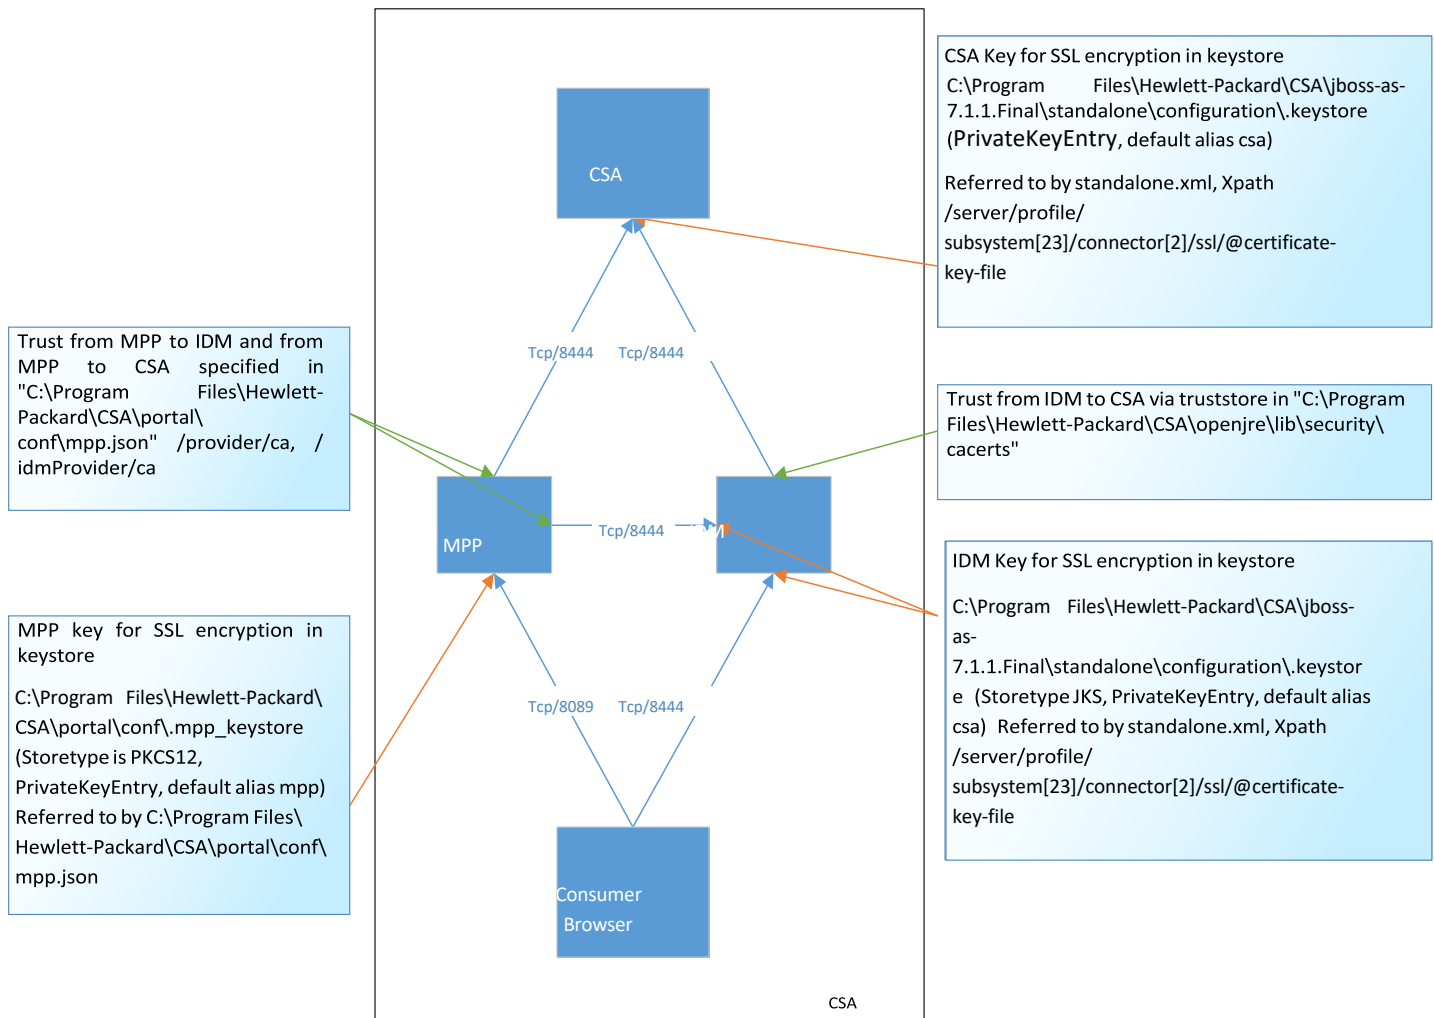 CSA Key for SSL encryption in keystore
C:\Program Files\Hewlett-Packard\CSA\jboss-as-
7.1.1.Final\standalone\configuration\.keystore
(PrivateKeyEntry, default alias csa)
Referred to by standalone.xml, Xpath
/server/profile/
subsystem[23]/connector[2]/ssl/@certificate-
key-file
CSA
Trust from MPP to IDM and from
MPP to CSA specified in
"C:\Program Files\Hewlett-
Packard\CSA\portal\
conf\mpp.json" /provider/ca, /
idmProvider/ca
Tcp/8444
Tcp/8444
Trust from IDM to CSA via truststore in "C:\Program
Files\Hewlett-Packard\CSA\openjre\lib\security\
cacerts"
MPP
Tcp/8444
IDM
IDM Key for SSL encryption in keystore
C:\Program Files\Hewlett-Packard\CSA\jboss-
as-
7.1.1.Final\standalone\configuration\.keystor
e (Storetype JKS, PrivateKeyEntry, default alias
csa) Referred to by standalone.xml, Xpath
/server/profile/
subsystem[23]/connector[2]/ssl/@certificate-
key-file
MPP key for SSL encryption in
keystore
C:\Program Files\Hewlett-Packard\
CSA\portal\conf\.mpp_keystore
(Storetype is PKCS12,
PrivateKeyEntry, default alias mpp)
Referred to by C:\Program Files\
Hewlett-Packard\CSA\portal\conf\
mpp.json
Tcp/8089
Tcp/8444
Consumer
Browser
CSA